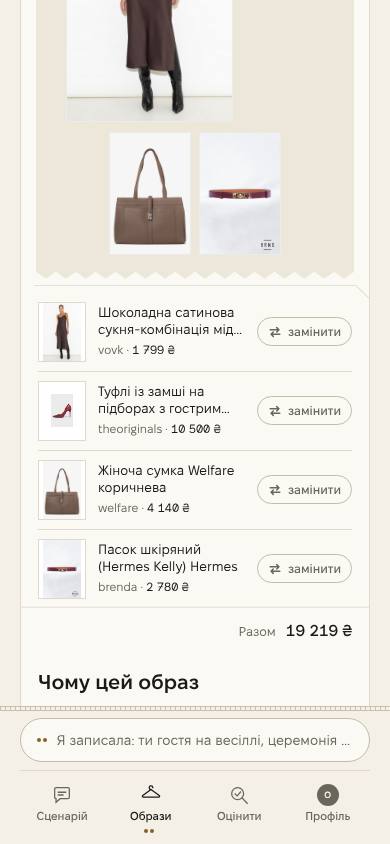 Шоколадна сатинова
сукня-комбінація мід...
vovk · 1 799 ₴
замінити
Туфлі із замші на
підборах з гострим...
theoriginals · 10 500 ₴
замінити
Жіноча сумка Welfare
коричнева
welfare · 4 140 ₴
замінити
Пасок шкіряний
(Hermes Kelly) Hermes
brenda · 2 780 ₴
замінити
Разом 19 219 ₴
Чому цей образ
Я записала: ти гостя на весіллі, церемонія ...
Сценарій
Образи
Оцінити
О
Профіль